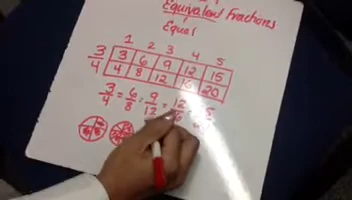 Equivalent Fractions
Equal
1 2 3 4 5
3/4 3 6 9 12 15
4 8 12 16 20
3/4 = 6/8 = 9/12 = 12